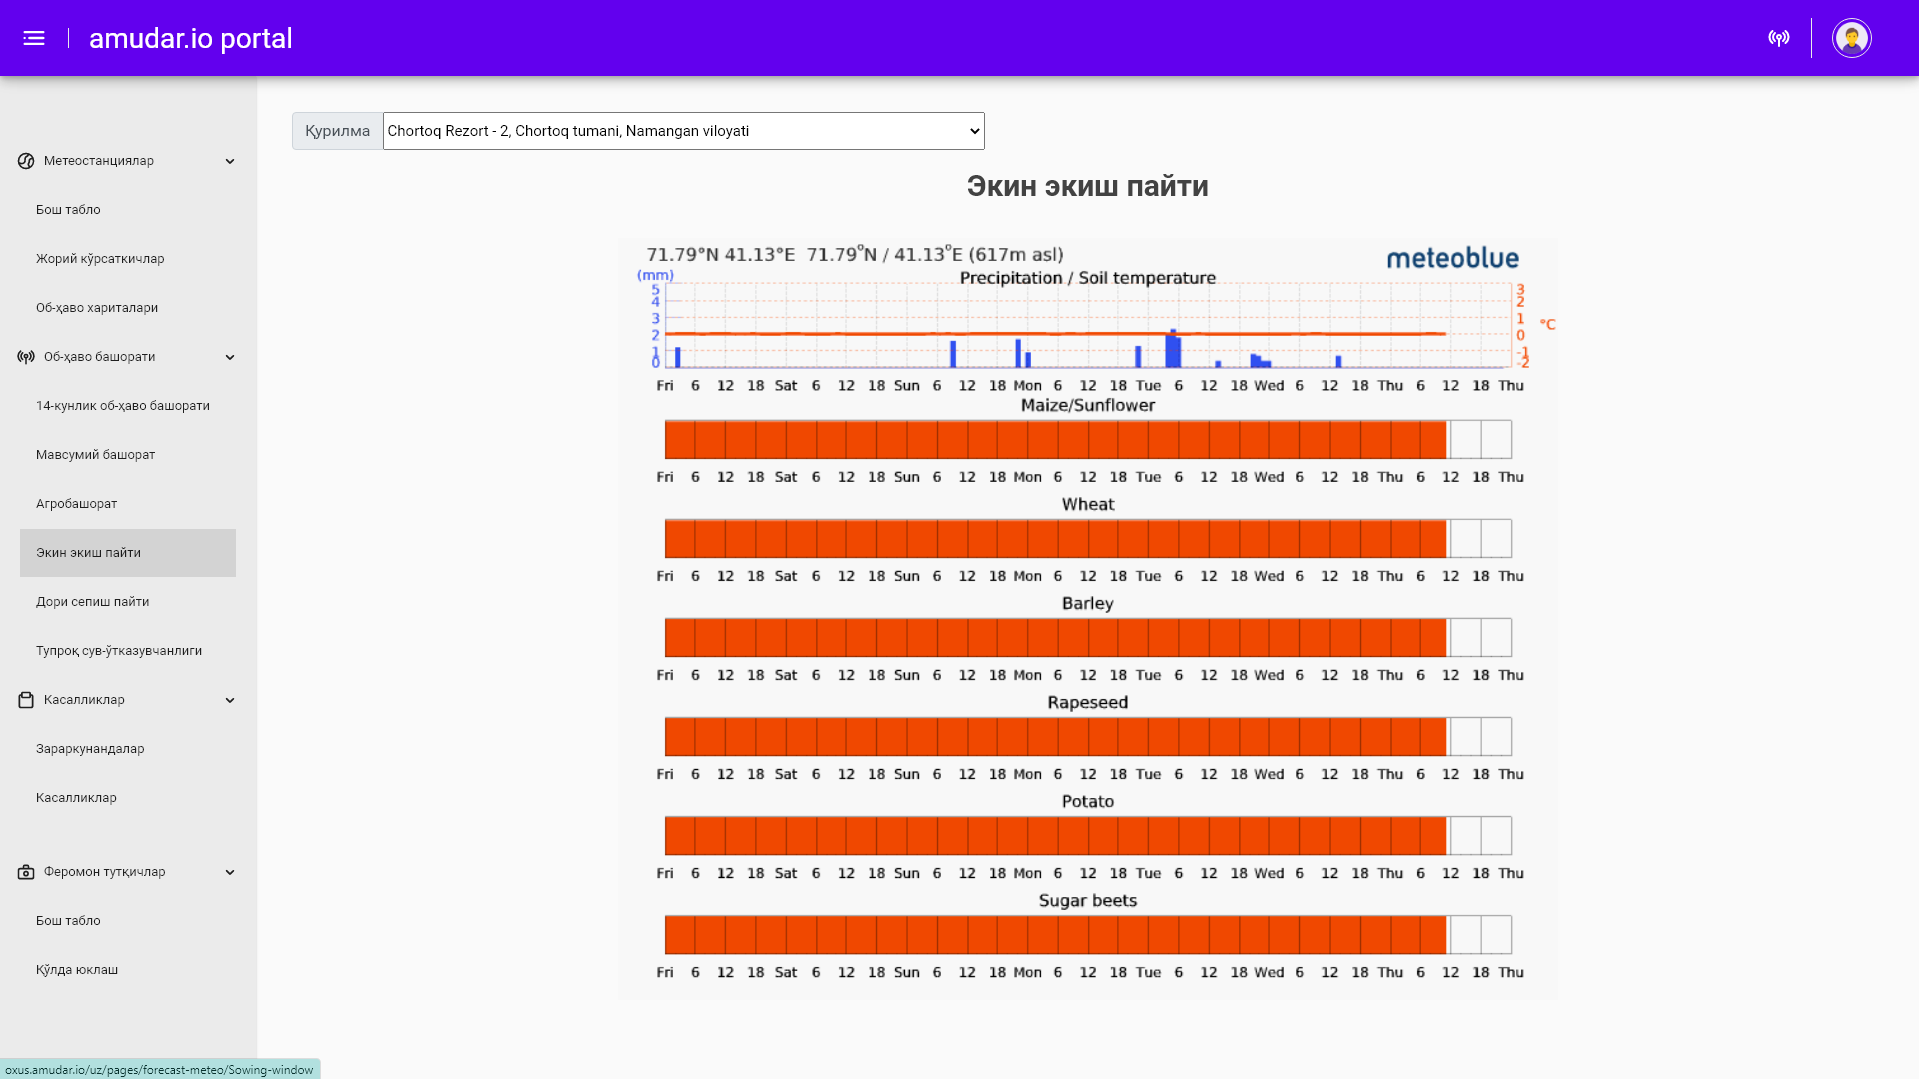 amudar.io portal
Метеостанциялар
Бош табло
Жорий кўрсаткичлар
Об-ҳаво хариталари
Об-ҳаво башорати
14-кунлик об-ҳаво башорати
Мавсумий башорат
Агробашорат
Экин экиш пайти
Дори сепиш пайти
Тупроқ сув-ўтказувчанлиги
Касалликлар
Зараркунандалар
Касалликлар
Феромон тутқичлар
Бош табло
Қўлда юклаш
Қурилма Chortoq Rezort - 2, Chortoq tumani, Namangan viloyati
Экин экиш пайти
71.79°N 41.13°E 71.79°N / 41.13°E (617m asl)
meteoblue
Precipitation / Soil temperature
(mm)
5
4
3
2
1
0
3
2
1
0
-1
-2
°C
Fri 6 12 18 Sat 6 12 18 Sun 6 12 18 Mon 6 12 18 Tue 6 12 18 Wed 6 12 18 Thu 6 12 18 Thu
Maize/Sunflower
Fri 6 12 18 Sat 6 12 18 Sun 6 12 18 Mon 6 12 18 Tue 6 12 18 Wed 6 12 18 Thu 6 12 18 Thu
Wheat
Fri 6 12 18 Sat 6 12 18 Sun 6 12 18 Mon 6 12 18 Tue 6 12 18 Wed 6 12 18 Thu 6 12 18 Thu
Barley
Fri 6 12 18 Sat 6 12 18 Sun 6 12 18 Mon 6 12 18 Tue 6 12 18 Wed 6 12 18 Thu 6 12 18 Thu
Rapeseed
Fri 6 12 18 Sat 6 12 18 Sun 6 12 18 Mon 6 12 18 Tue 6 12 18 Wed 6 12 18 Thu 6 12 18 Thu
Potato
Fri 6 12 18 Sat 6 12 18 Sun 6 12 18 Mon 6 12 18 Tue 6 12 18 Wed 6 12 18 Thu 6 12 18 Thu
Sugar beets
Fri 6 12 18 Sat 6 12 18 Sun 6 12 18 Mon 6 12 18 Tue 6 12 18 Wed 6 12 18 Thu 6 12 18 Thu
oxus.amudar.io/uz/pages/forecast-meteo/Sowing-window